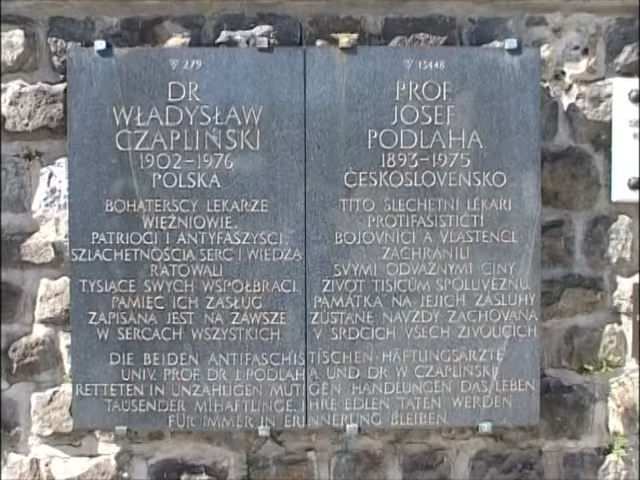 ▽ 279
DR
WŁADYSŁAW
CZAPLIŃSKI
1902-1976
POLSKA
BOHATERSCY LEKARZE
WIĘŹNIOWIE.
PATRIOCI I ANTYFASZYŚCI.
SZLACHETNOŚCIĄ SERC I WIEDZĄ
RATOWALI
TYSIĄCE SWYCH WSPÓŁBRACI.
PAMIĘĆ ICH ZASŁUG
ZAPISANA JEST NA ZAWSZE
W SERCACH WSZYSTKICH.
▽ 13448
PROF
JOSEF
PODLAHA
1893-1975
ČESKOSLOVENSKO
TITO ŠLECHETNÍ LÉKAŘI
PROTIFAŠISTIČTÍ
BOJOVNÍCI A VLASTENCI,
ZACHRÁNILI
SVÝMI ODVÁŽNÝMI ČINY
ŽIVOT TISÍCŮM SPOLUVĚZŇŮ.
PAMÁTKA NA JEJICH ZÁSLUHY
ZŮSTANE NAVŽDY ZACHOVÁNA
V SRDCÍCH VŠECH ŽIVOUCÍCH.
DIE BEIDEN ANTIFASCHISTISCHEN HÄFTLINGSÄRZTE
UNIV. PROF. DR J. PODLAHA UND DR. W CZAPLIŃSKI
RETTETEN IN UNZÄHLIGEN MUTIGEN HANDLUNGEN DAS LEBEN
TAUSENDER MIHÄFTLINGE. IHRE EDLEN TATEN WERDEN
FÜR IMMER IN ERINNERUNG BLEIBEN.